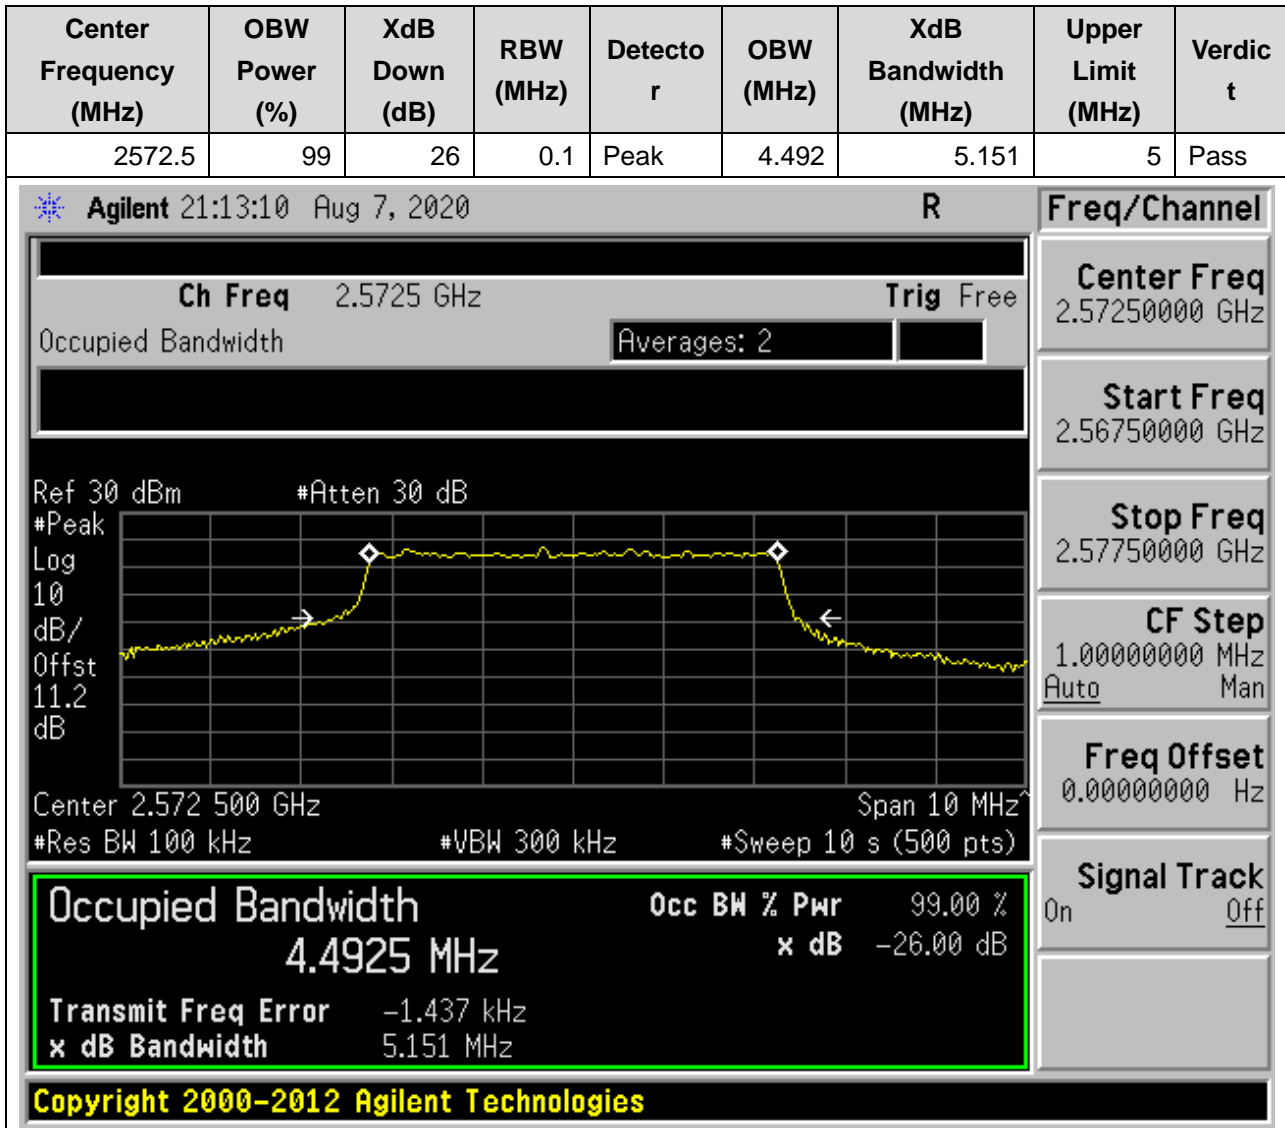 Center Frequency (MHz) OBW Power (%) XdB Down (dB) RBW (MHz) Detecto r OBW (MHz) XdB Bandwidth (MHz) Upper Limit (MHz) Verdic t
2572.5 99 26 0.1 Peak 4.492 5.151 5 Pass
Agilent 21:13:10 Aug 7, 2020 R Freq/Channel
Ch Freq 2.5725 GHz Trig Free
Occupied Bandwidth Averages: 2
Center Freq
2.57250000 GHz
Start Freq
2.56750000 GHz
Stop Freq
2.57750000 GHz
CF Step
1.00000000 MHz
Auto Man
Freq Offset
0.00000000 Hz
Signal Track
On Off
Ref 30 dBm #Atten 30 dB
#Peak
Log
10
dB/
Offst
11.2
dB
Center 2.572 500 GHz Span 10 MHz^
#Res BW 100 kHz #VBW 300 kHz #Sweep 10 s (500 pts)
Occupied Bandwidth Occ BW % Pwr 99.00 %
4.4925 MHz x dB -26.00 dB
Transmit Freq Error -1.437 kHz
x dB Bandwidth 5.151 MHz
Copyright 2000-2012 Agilent Technologies